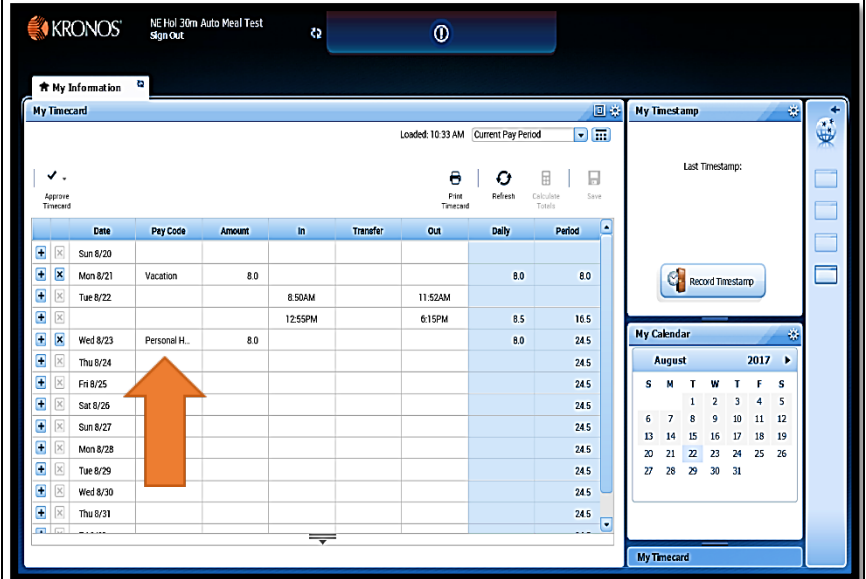 KRONOS
NE Hol 30m Auto Meal Test
Sign Out
My Information
My Timecard
Loaded: 10:33 AM Current Pay Period
Approve Timecard
Print Timecard
Refresh
Calculate Totals
Save
Date Pay Code Amount In Transfer Out Daily Period
Sun 8/20
Mon 8/21 Vacation 8.0 8.0 8.0
Tue 8/22 8:50AM 11:52AM
12:55PM 6:15PM 8.5 16.5
Wed 8/23 Personal H... 8.0 8.0 24.5
Thu 8/24 24.5
Fri 8/25 24.5
Sat 8/26 24.5
Sun 8/27 24.5
Mon 8/28 24.5
Tue 8/29 24.5
Wed 8/30 24.5
Thu 8/31 24.5
My Timestamp
Last Timestamp:
Record Timestamp
My Calendar
August 2017
S M T W T F S
1 2 3 4 5
6 7 8 9 10 11 12
13 14 15 16 17 18 19
20 21 22 23 24 25 26
27 28 29 30 31
My Timecard